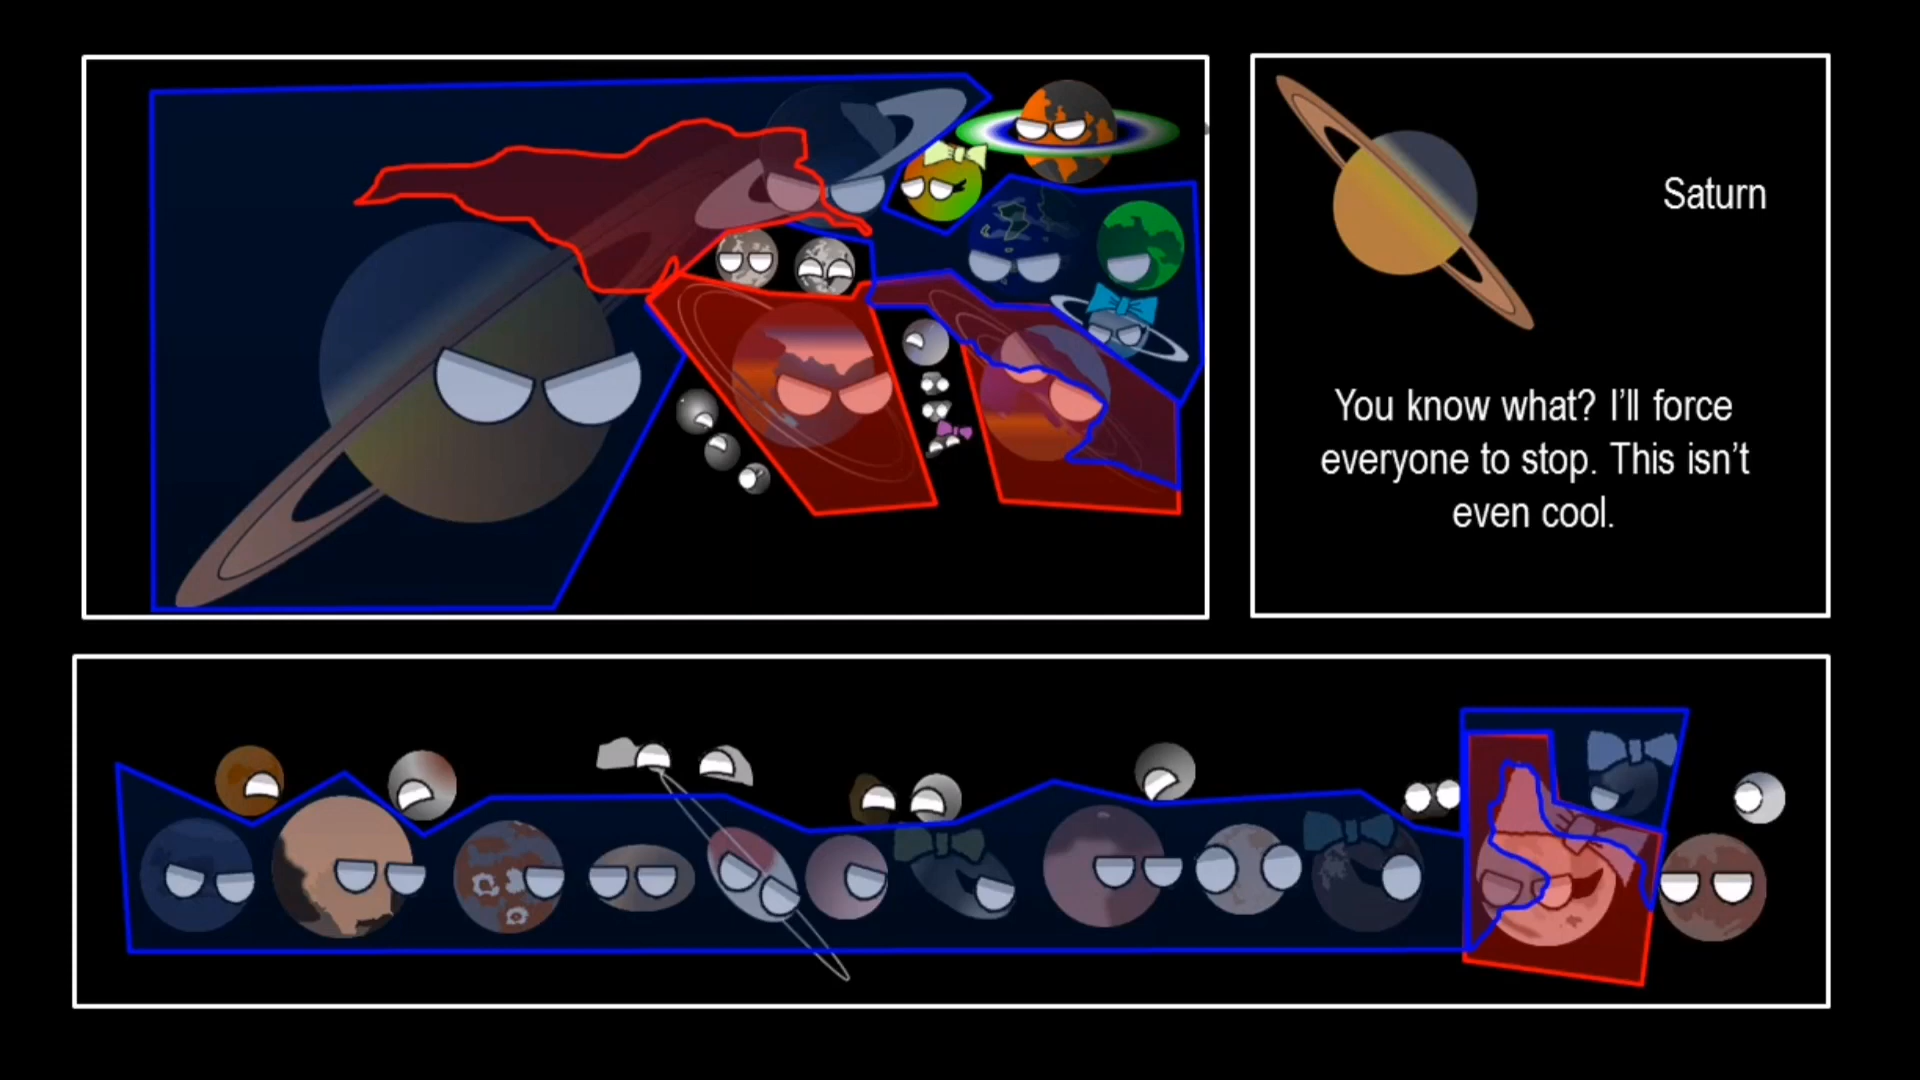 Saturn
You know what? I'll force
everyone to stop. This isn't
even cool.